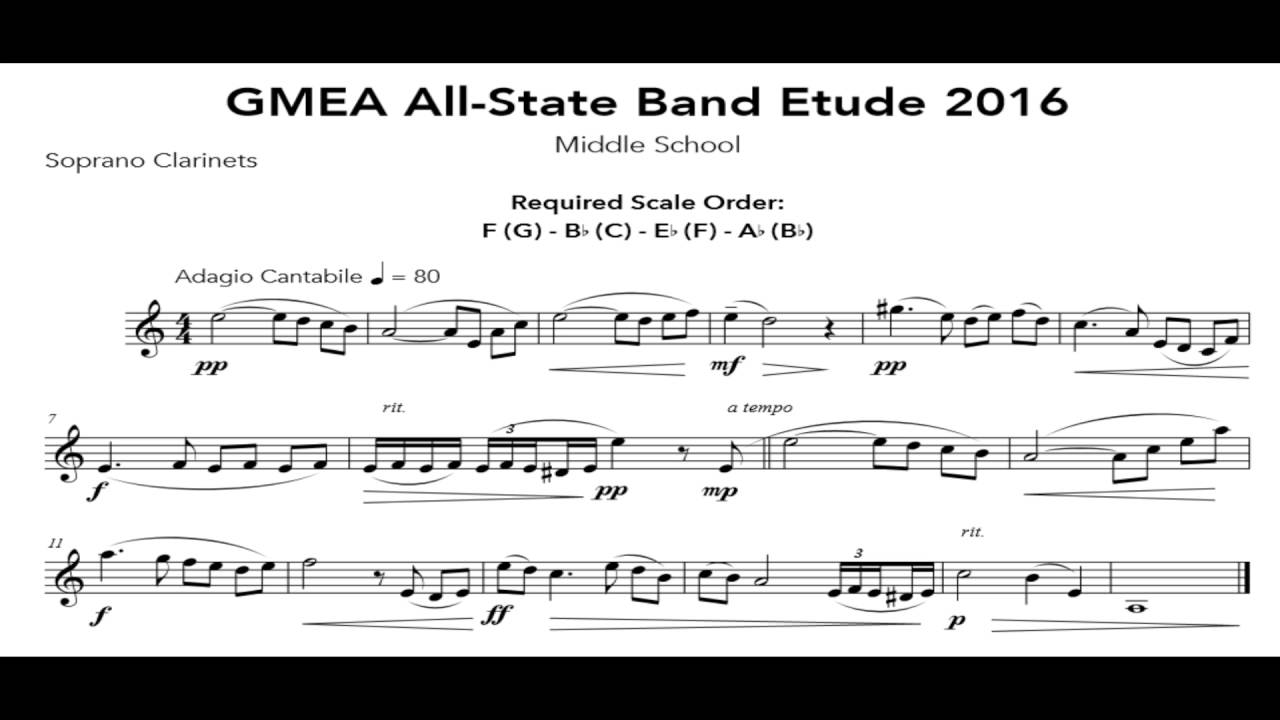 GMEA All-State Band Etude 2016
Middle School
Soprano Clarinets
Required Scale Order:
F (G) - B♭ (C) - E♭ (F) - A♭ (B♭)
Adagio Cantabile ♩ = 80
pp mf pp
7 rit. 3 a tempo
f pp mp
11 3 rit.
f ff p